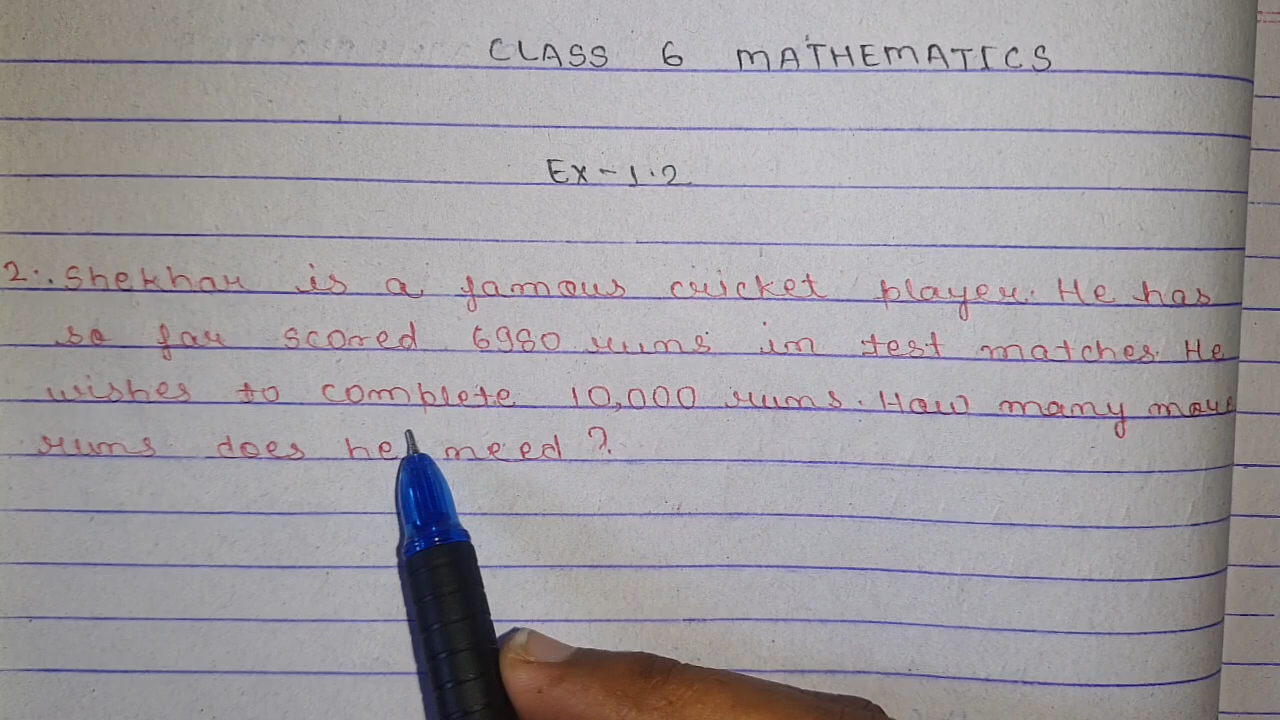 CLASS 6 MATHEMATICS
Ex-1.2
2. Shekhar is a famous cricket player. He has
so far scored 6980 runs in test matches. He
wishes to complete 10,000 runs. How many more
runs does he need?